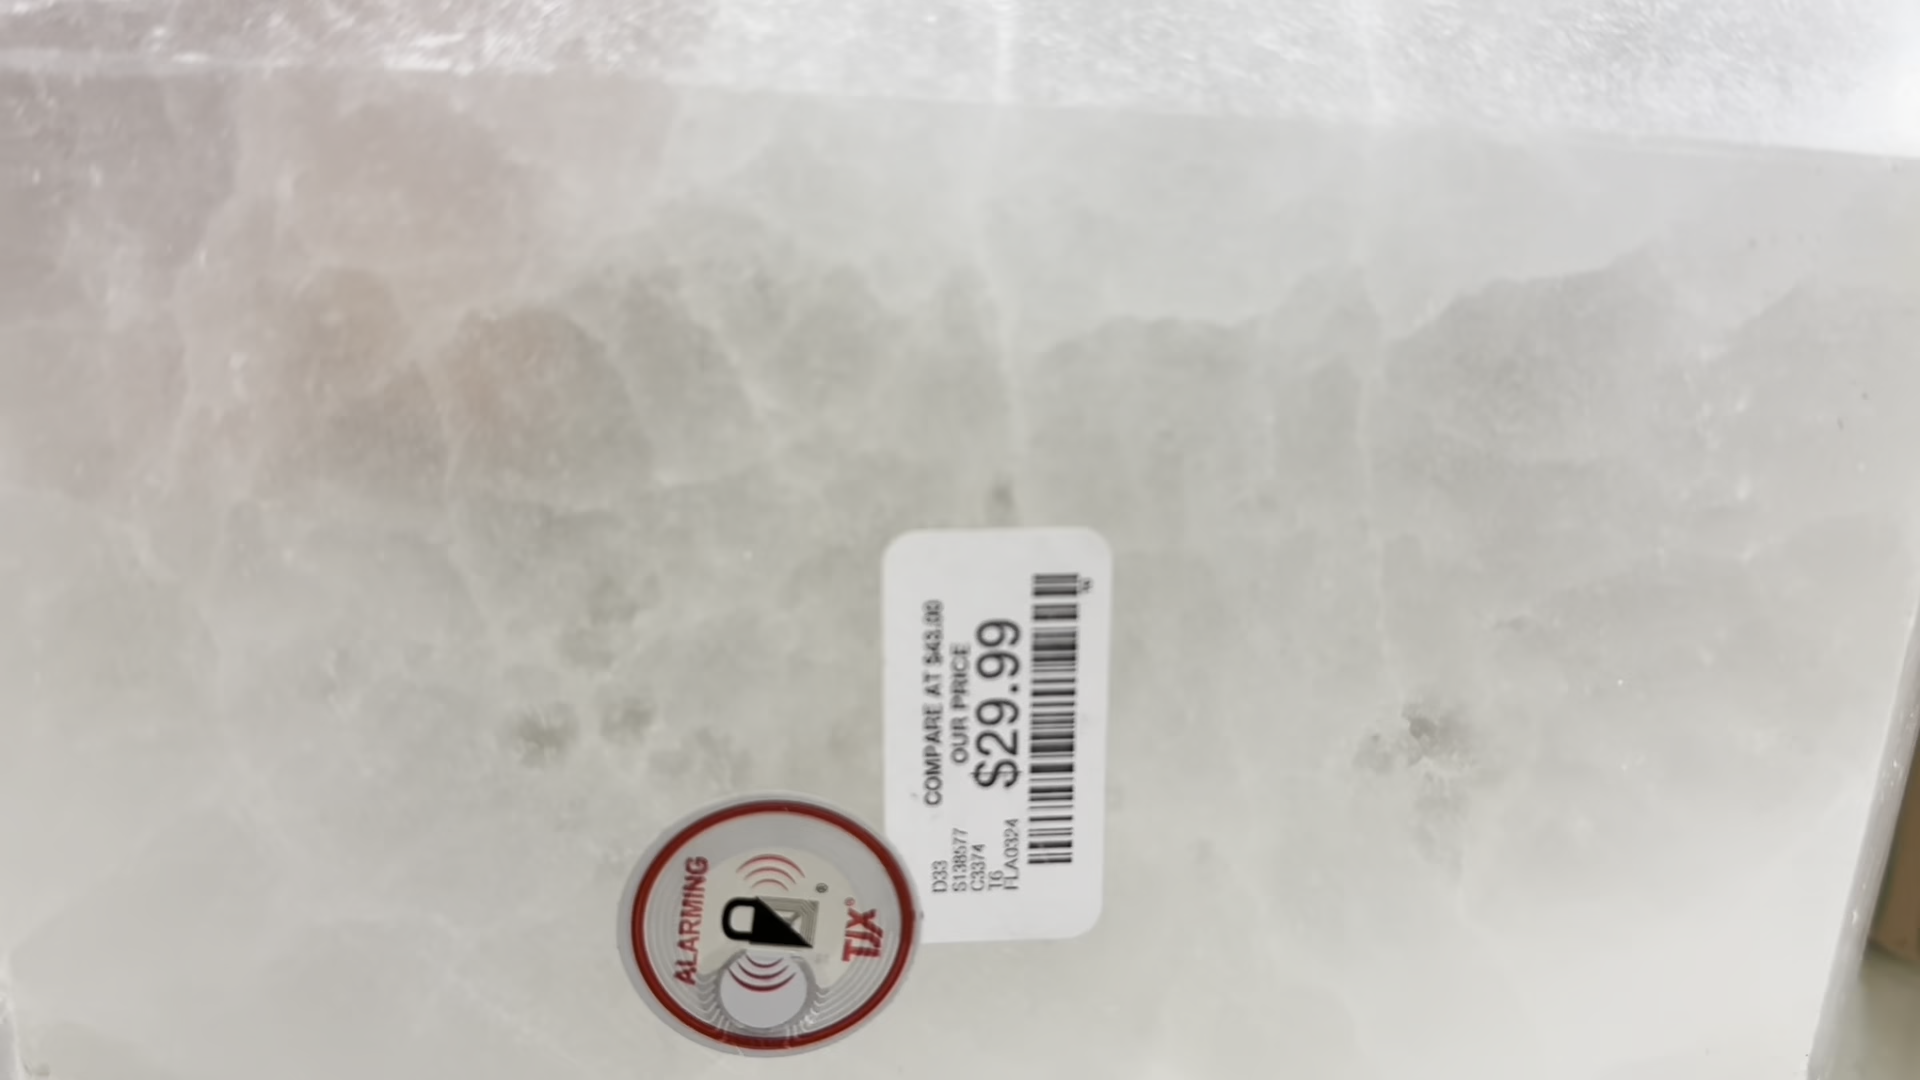 COMPARE AT $43.00
OUR PRICE
$29.99
D33
S138577
C3374
T6
FLA0324
ALARMING
TJX®